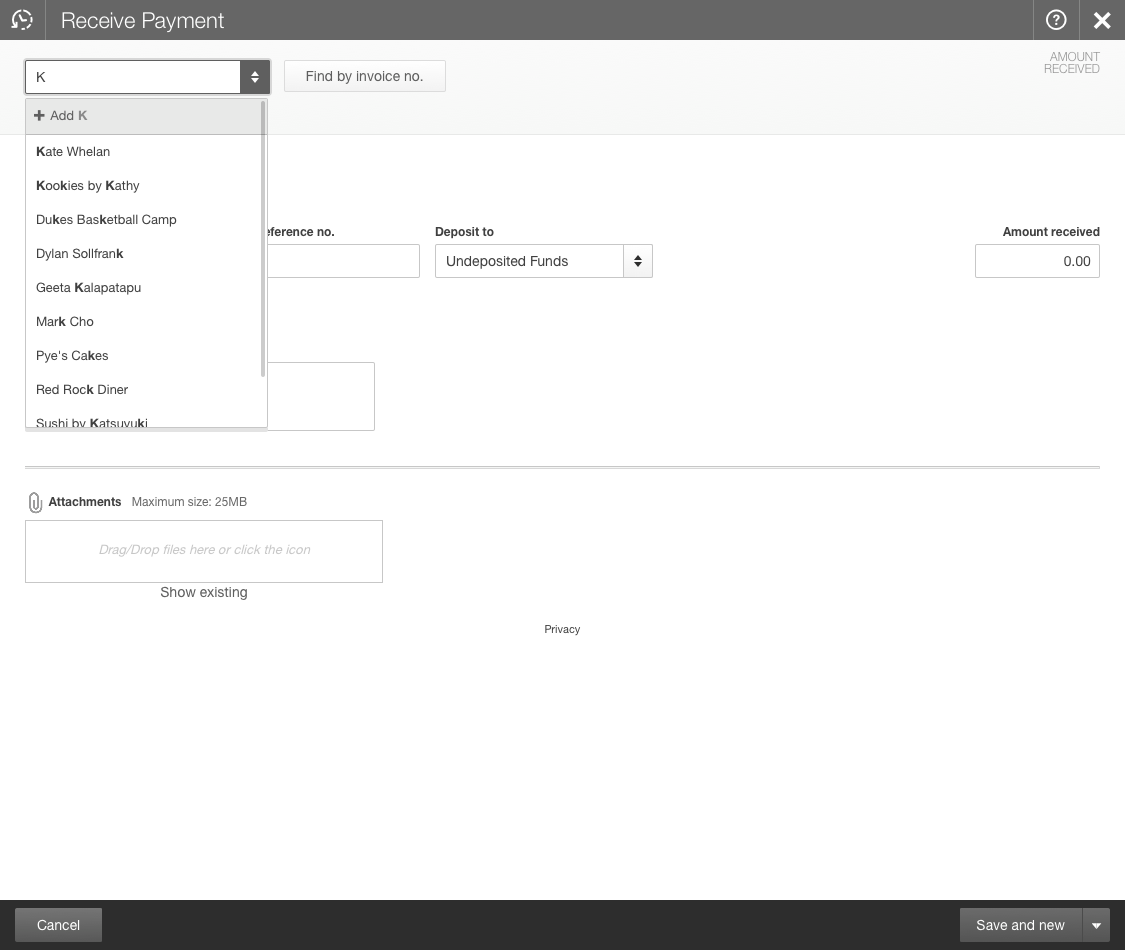 Receive Payment
K
Find by invoice no.
AMOUNT
RECEIVED
Add K
Kate Whelan
Kookies by Kathy
Dukes Basketball Camp
Dylan Sollfrank
Geeta Kalapatapu
Mark Cho
Pye's Cakes
Red Rock Diner
Sushi by Katsuyuki
eference no.
Deposit to
Amount received
Undeposited Funds
0.00
Attachments Maximum size: 25MB
Drag/Drop files here or click the icon
Show existing
Privacy
Cancel
Save and new